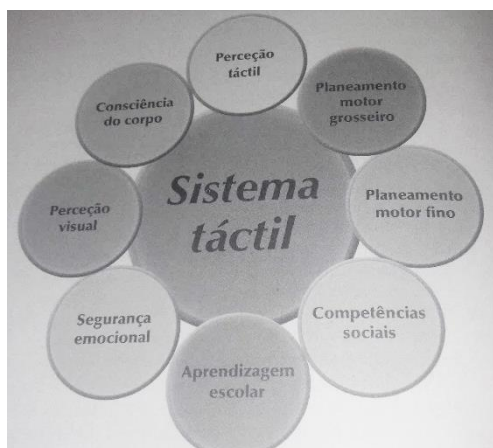 Perceção
táctil
Planeamento
motor
grosseiro
Planeamento
motor fino
Competências
sociais
Aprendizagem
escolar
Segurança
emocional
Perceção
visual
Consciência
do corpo
Sistema
táctil